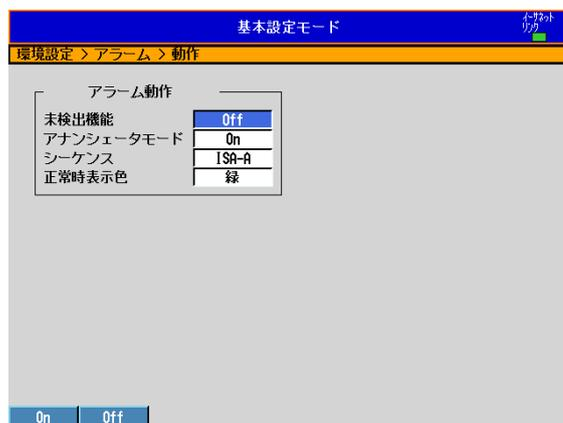 基本設定モード
イーサネット
リンク
環境設定 > アラーム > 動作
アラーム動作
未検出機能 Off
アナンシェータモード On
シーケンス ISA-A
正常時表示色 緑
On Off